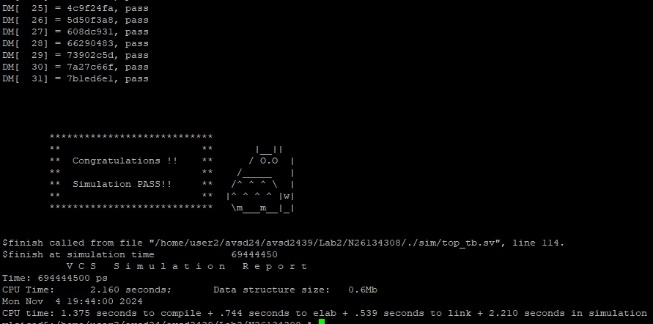 DM[  25] = 4c9f24fa, pass
DM[  26] = 5d50f3a8, pass
DM[  27] = 608dc931, pass
DM[  28] = 66290483, pass
DM[  29] = 73902c5d, pass
DM[  30] = 7a27c66f, pass
DM[  31] = 7b1ed6e1, pass
****************************
**                        **       |__||
**  Congratulations !!    **      / O.O  |
**                        **    /_____   |
**  Simulation PASS!!     **   /^ ^ ^ \  |
**                        **  |^ ^ ^ ^ |w|
****************************   \m___m__|_|
$finish called from file "/home/user2/avsd24/avsd2439/Lab2/N26134308/./sim/top_tb.sv", line 114.
$finish at simulation time             69444450
V C S   S i m u l a t i o n   R e p o r t
Time: 694444500 ps
CPU Time:      2.160 seconds;       Data structure size:   0.6Mb
Mon Nov  4 19:44:00 2024
CPU time: 1.375 seconds to compile + .744 seconds to elab + .539 seconds to link + 2.210 seconds in simulation